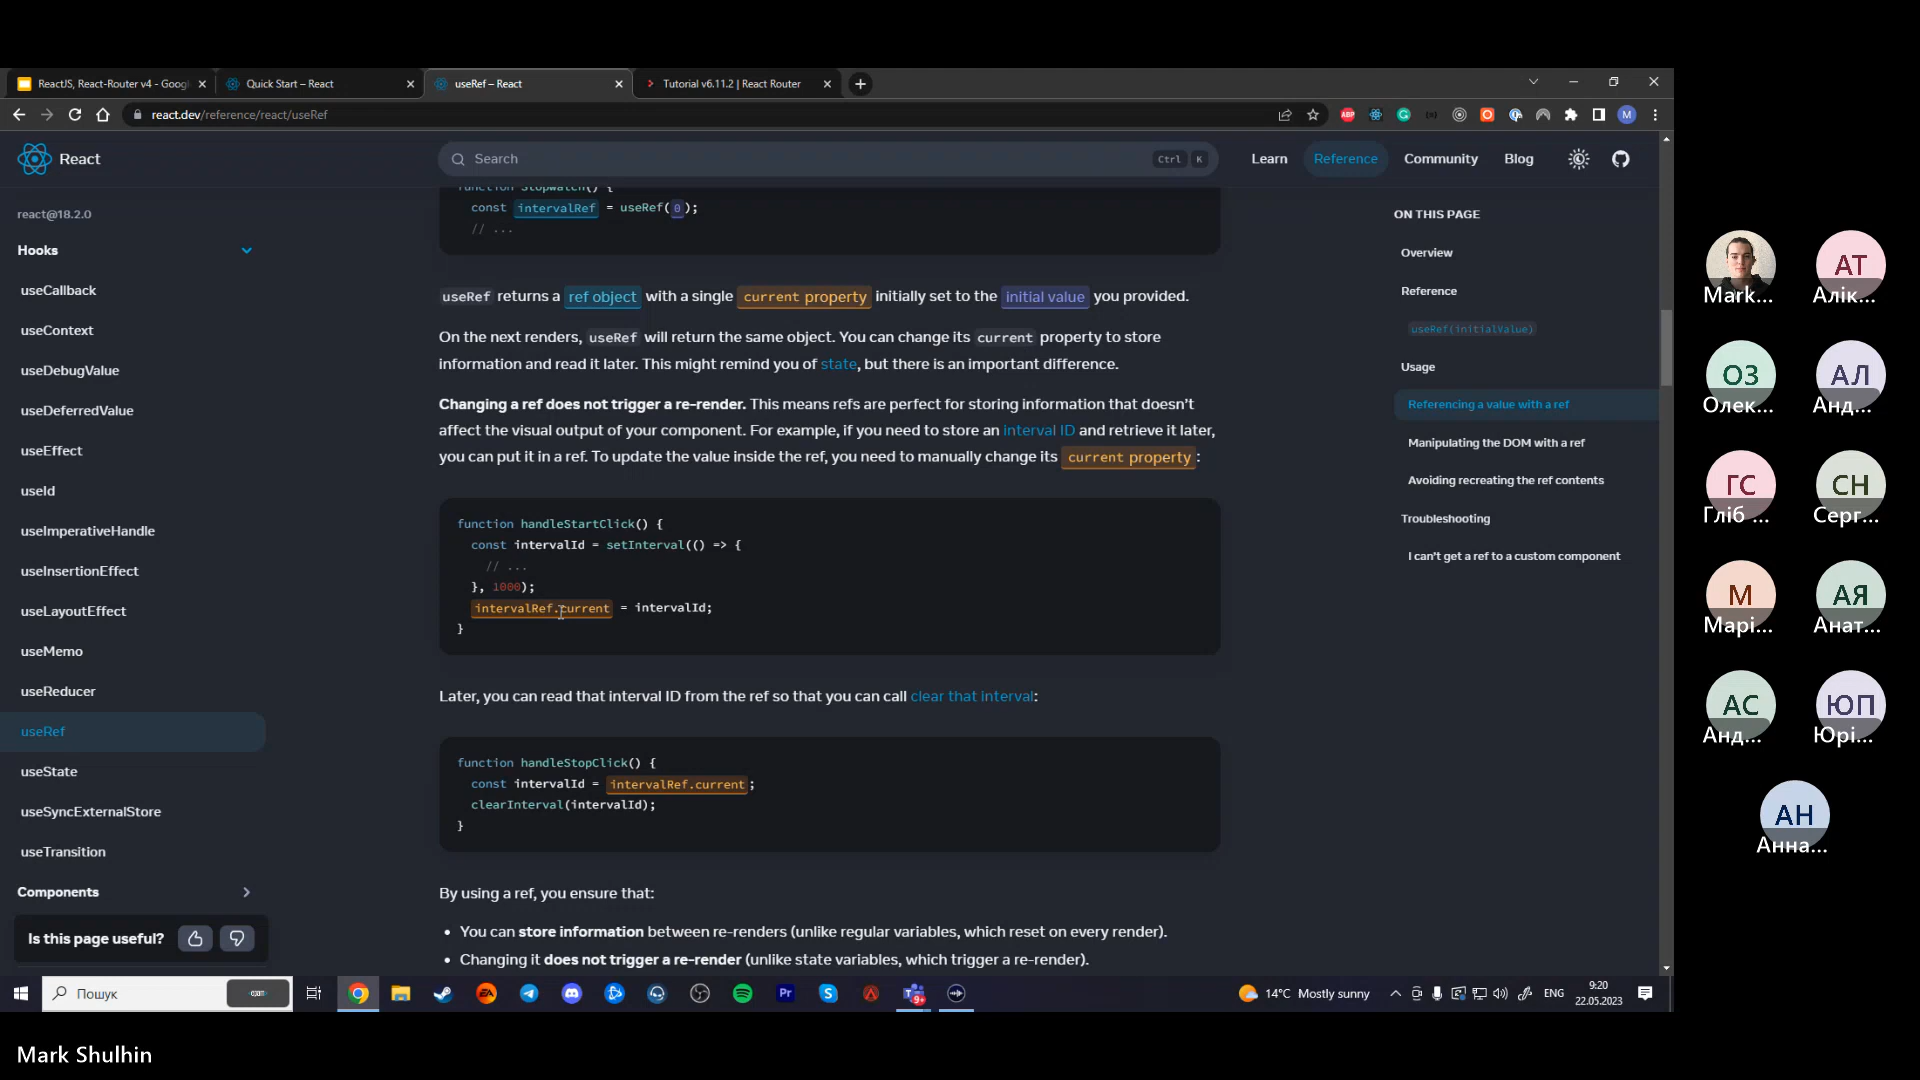 ReactJS, React-Router v4 - Googl
Quick Start – React
useRef – React
Tutorial v6.11.2 | React Router
react.dev/reference/react/useRef
ABP
M
React
Search
Ctrl K
Learn
Reference
Community
Blog
react@18.2.0
Hooks
useCallback
useContext
useDebugValue
useDeferredValue
useEffect
useId
useImperativeHandle
useInsertionEffect
useLayoutEffect
useMemo
useReducer
useRef
useState
useSyncExternalStore
useTransition
Components
Is this page useful?
function StopWatch() {
const intervalRef = useRef(0);
// ...
useRef returns a ref object with a single current property initially set to the initial value you provided.
On the next renders, useRef will return the same object. You can change its current property to store
information and read it later. This might remind you of state, but there is an important difference.
Changing a ref does not trigger a re-render. This means refs are perfect for storing information that doesn't
affect the visual output of your component. For example, if you need to store an interval ID and retrieve it later,
you can put it in a ref. To update the value inside the ref, you need to manually change its current property:
function handleStartClick() {
const intervalId = setInterval(() => {
// ...
}, 1000);
intervalRef.current = intervalId;
}
Later, you can read that interval ID from the ref so that you can call clear that interval:
function handleStopClick() {
const intervalId = intervalRef.current;
clearInterval(intervalId);
}
By using a ref, you ensure that:
• You can store information between re-renders (unlike regular variables, which reset on every render).
• Changing it does not trigger a re-render (unlike state variables, which trigger a re-render).
ON THIS PAGE
Overview
Reference
useRef(initialValue)
Usage
Referencing a value with a ref
Manipulating the DOM with a ref
Avoiding recreating the ref contents
Troubleshooting
I can't get a ref to a custom component
Mark...
АТ
Алік...
ОЗ
Олек...
АЛ
Анд...
ГС
Гліб ...
СН
Серг...
М
Марі...
АЯ
Анат...
АС
Анд...
ЮП
Юрі...
АН
Анна...
Пошук
EA
Pr
9+
14°C Mostly sunny
ENG
9:20
22.05.2023
Mark Shulhin